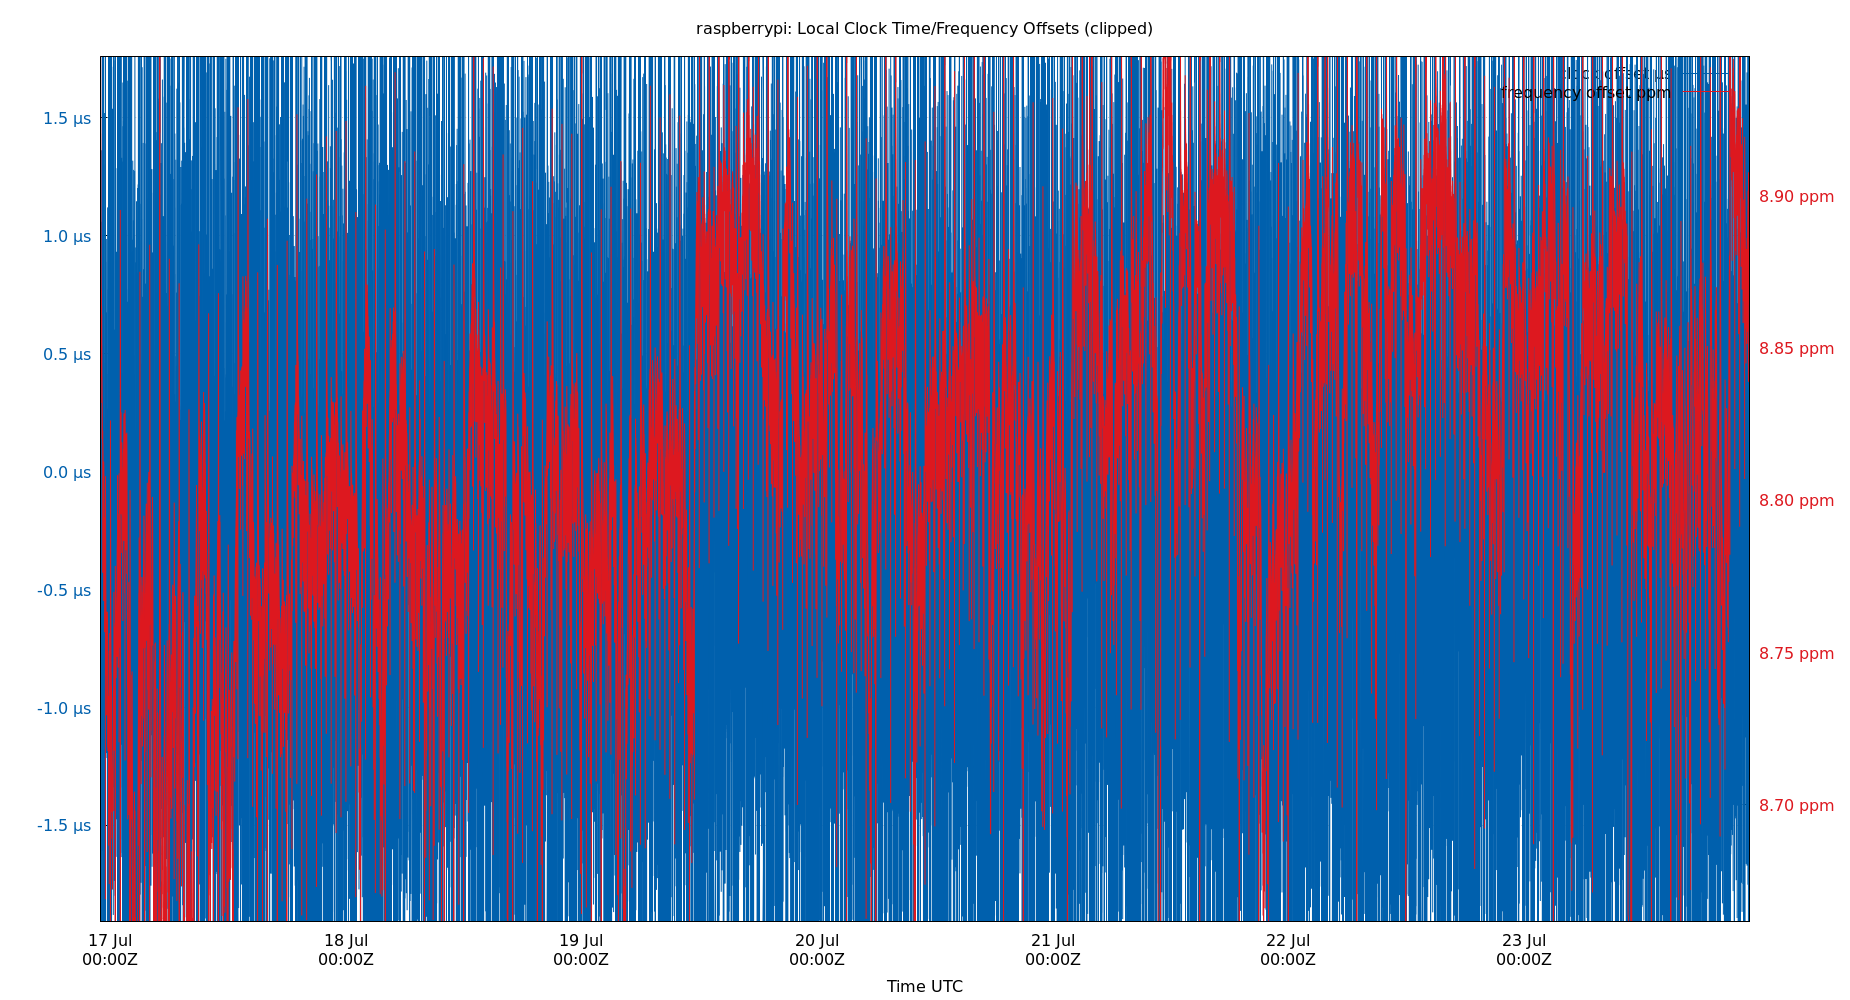 raspberrypi: Local Clock Time/Frequency Offsets (clipped)
clock offset µs
frequency offset ppm
1.5 µs
1.0 µs
0.5 µs
0.0 µs
-0.5 µs
-1.0 µs
-1.5 µs
8.90 ppm
8.85 ppm
8.80 ppm
8.75 ppm
8.70 ppm
17 Jul
00:00Z
18 Jul
00:00Z
19 Jul
00:00Z
20 Jul
00:00Z
21 Jul
00:00Z
22 Jul
00:00Z
23 Jul
00:00Z
Time UTC